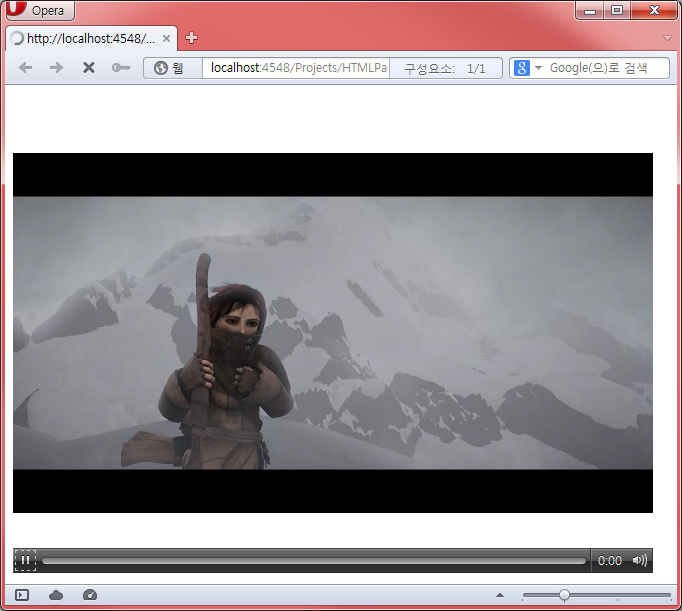 Opera
http://localhost:4548/...
웹
localhost:4548/Projects/HTMLPa
구성요소: 1/1
Google(으)로 검색
0:00